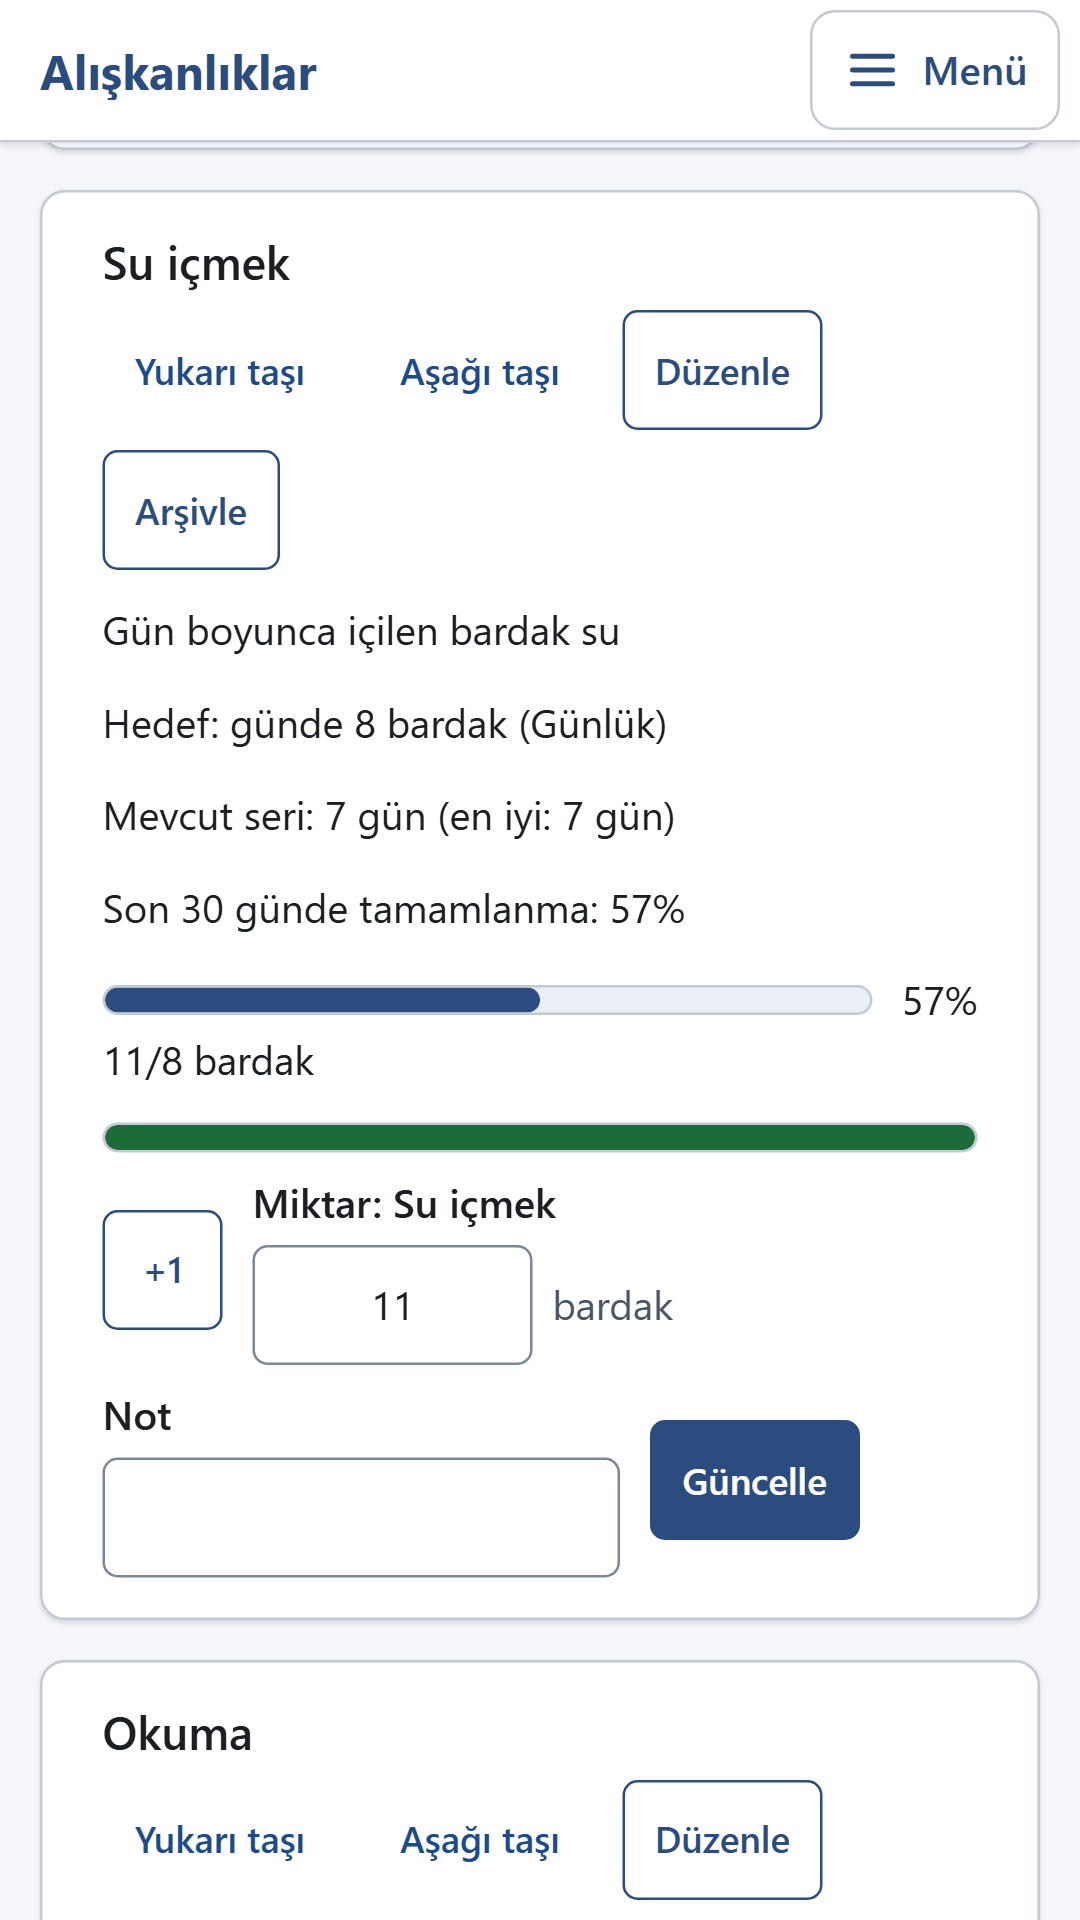 Alışkanlıklar
Menü
Su içmek
Yukarı taşı
Aşağı taşı
Düzenle
Arşivle
Gün boyunca içilen bardak su
Hedef: günde 8 bardak (Günlük)
Mevcut seri: 7 gün (en iyi: 7 gün)
Son 30 günde tamamlanma: 57%
57%
11/8 bardak
+1
Miktar: Su içmek
11
bardak
Not
Güncelle
Okuma
Yukarı taşı
Aşağı taşı
Düzenle